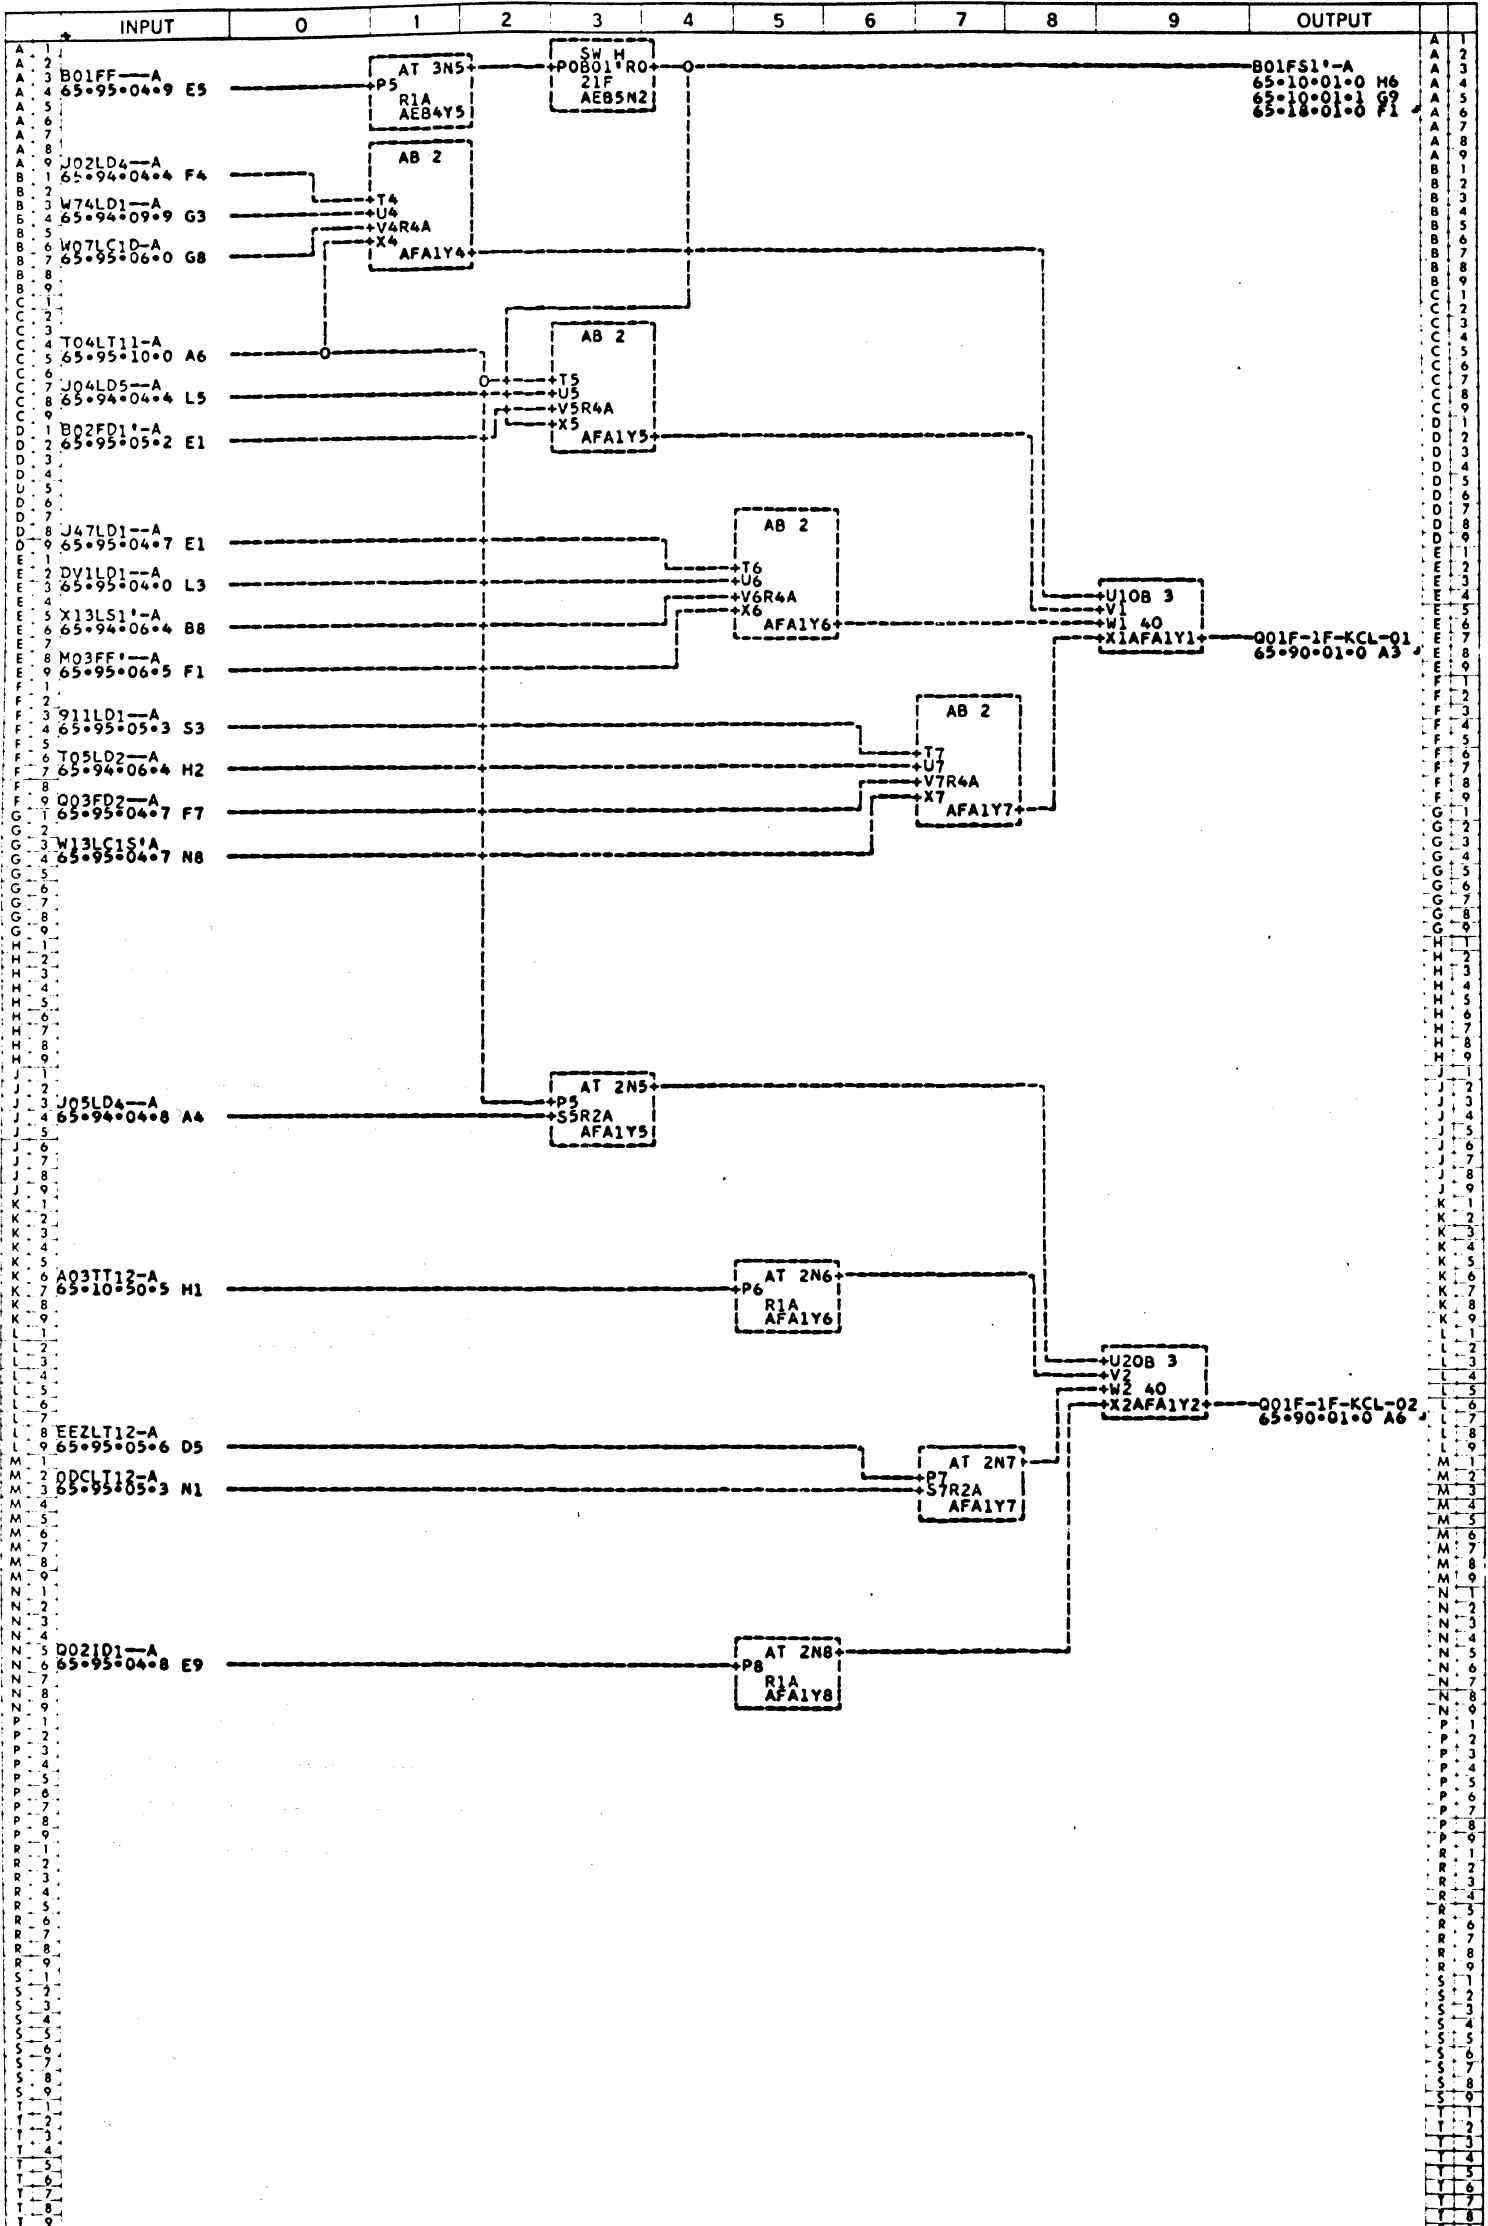 INPUT 0 1 2 3 4 5 6 7 8 9 OUTPUT
B01FF--A
65•95•04•9 E5
AT 3N5
P5
R1A
AEB4Y5
SW H
P0B01'R0
21F
AEB5N2
B01FS1'-A
65•10•01•0 H6
65•10•01•1 G9
65•18•01•0 F1
J02LD4--A
65•94•04•4 F4
W74LD1--A
65•94•09•9 G3
W07LC1D-A
65•95•06•0 G8
AB 2
T4
U4
V4R4A
X4
AFA1Y4
T04LT11-A
65•95•10•0 A6
J04LD5--A
65•94•04•4 L5
B02FD1'-A
65•95•05•2 E1
AB 2
T5
U5
V5R4A
X5
AFA1Y5
J47LD1--A
65•95•04•7 E1
DV1LD1--A
65•95•04•0 L3
X13LS1'-A
65•94•06•4 B8
M03FF'--A
65•95•06•5 F1
AB 2
T6
U6
V6R4A
X6
AFA1Y6
U1OB 3
V1
W1 40
X1AFA1Y1
Q01F-1F-KCL-01
65•90•01•0 A3
911LD1--A
65•95•05•3 S3
T05LD2--A
65•94•06•4 H2
Q03FD2--A
65•95•04•7 F7
W13LC1S'A
65•95•04•7 N8
AB 2
T7
U7
V7R4A
X7
AFA1Y7
J05LD4--A
65•94•04•8 A4
AT 2N5
P5
S5R2A
AFA1Y5
A03TT12-A
65•10•50•5 H1
AT 2N6
P6
R1A
AFA1Y6
U2OB 3
V2
W2 40
X2AFA1Y2
Q01F-1F-KCL-02
65•90•01•0 A6
EEZLT12-A
65•95•05•6 D5
ODCLT12-A
65•95•05•3 N1
AT 2N7
P7
S7R2A
AFA1Y7
Q02ID1--A
65•95•04•8 E9
AT 2N8
P8
R1A
AFA1Y8